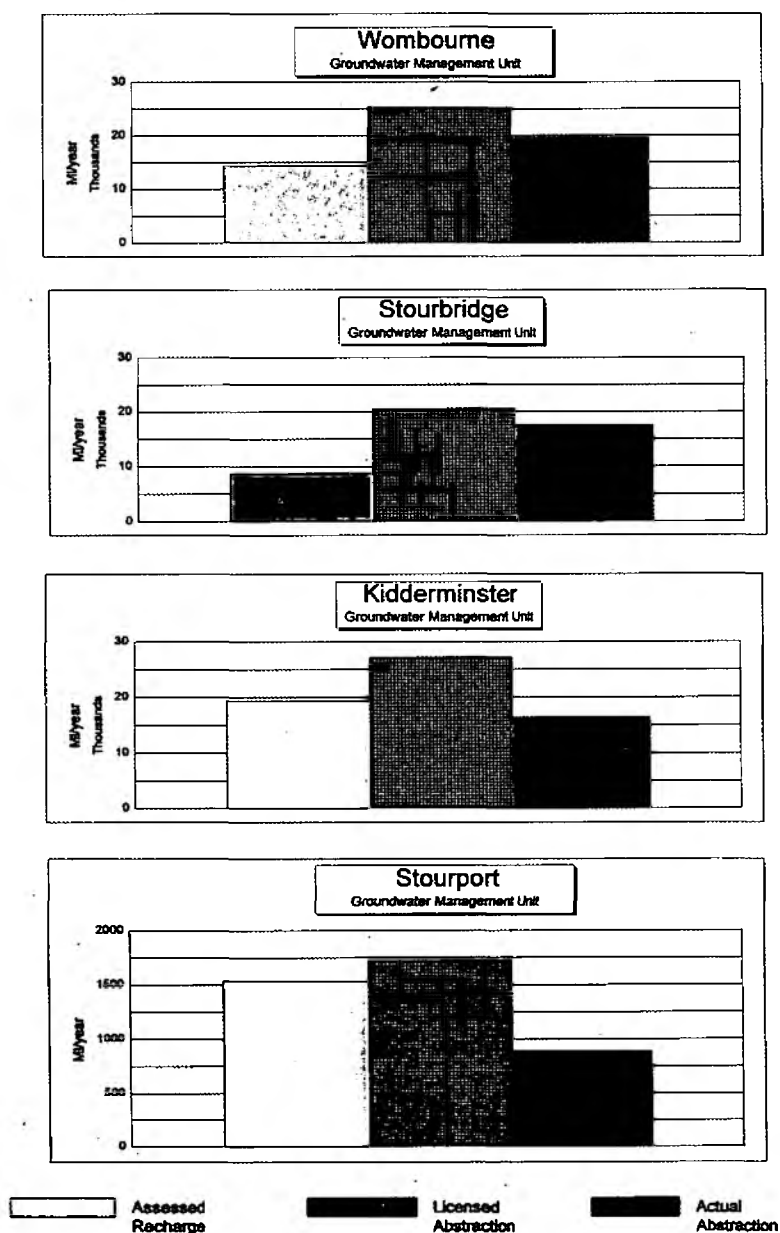 Wombourne
Groundwater Management Unit
Ml/year
Thousands
30
20
10
0
Stourbridge
Groundwater Management Unit
Ml/year
Thousands
30
20
10
0
Kidderminster
Groundwater Management Unit
Ml/year
Thousands
30
20
10
0
Stourport
Groundwater Management Unit
Ml/year
2000
1500
1000
500
0
Assessed
Recharge
Licensed
Abstraction
Actual
Abstraction